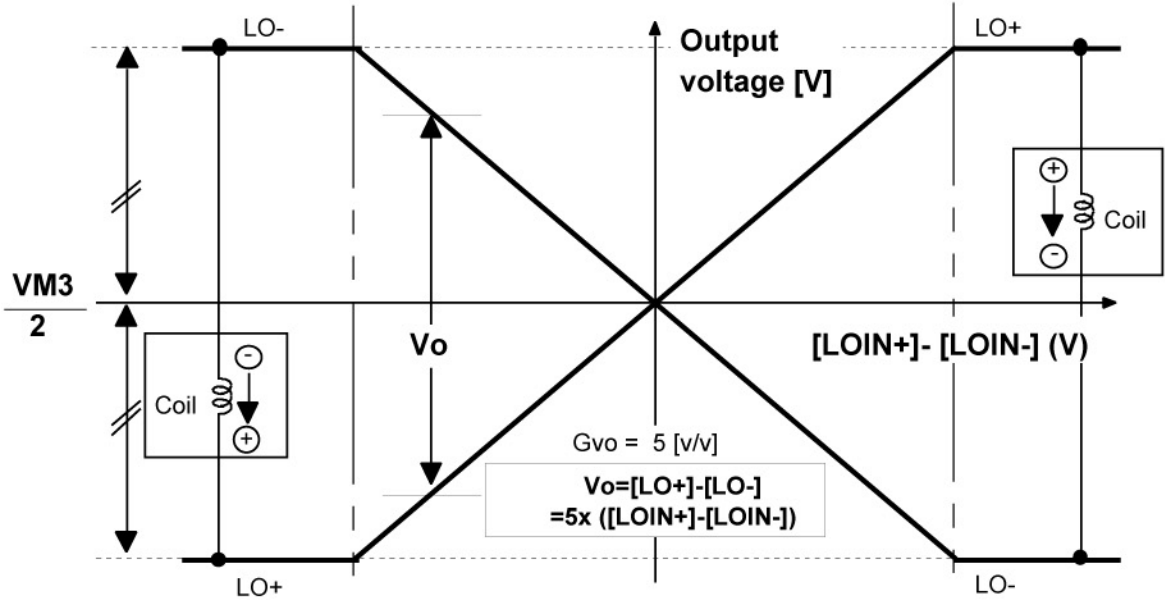 LO-
LO+
Output
voltage [V]
+
Coil
-
VM3
2
Vo
[LOIN+]- [LOIN-] (V)
-
Coil
+
Gvo = 5 [v/v]
Vo=[LO+]-[LO-]
=5x ([LOIN+]-[LOIN-])
LO+
LO-